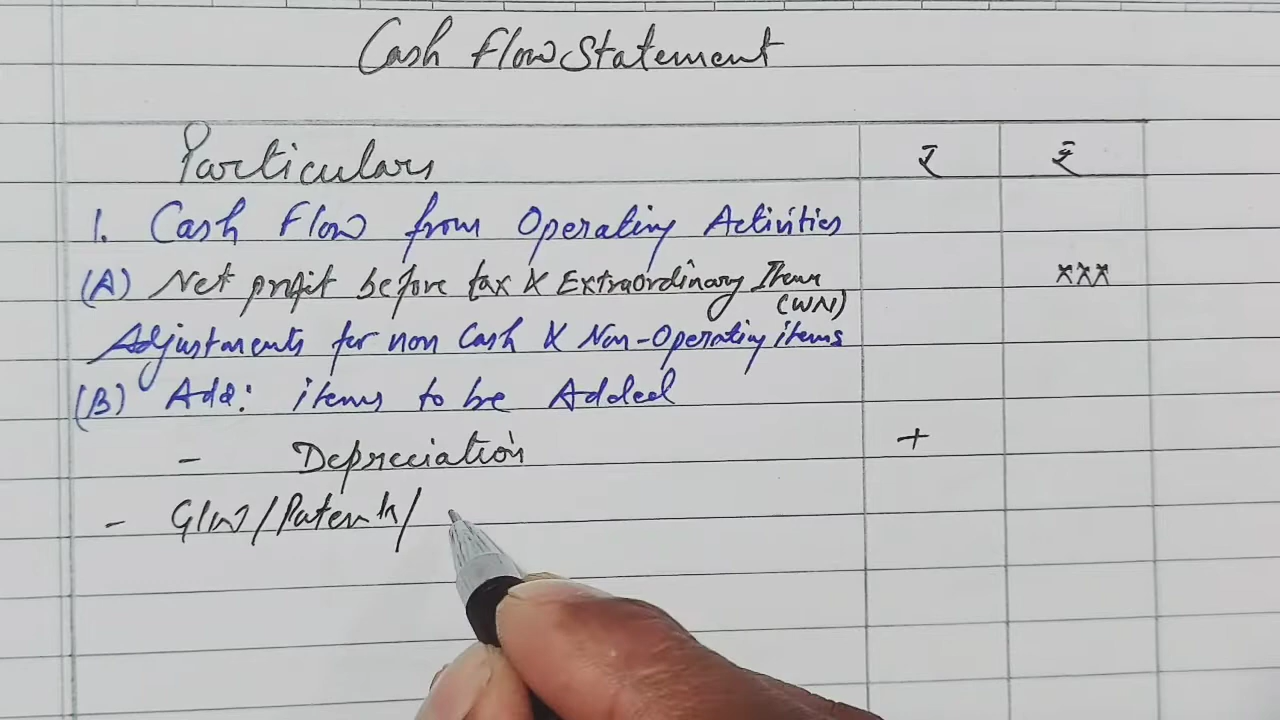 Cash Flow Statement
Particulars ₹ ₹
1. Cash Flow from Operating Activities
(A) Net profit before tax & Extraordinary Item xxx
(WN)
Adjustments for non Cash & Non-Operating items
(B) Add: items to be Added
- Depreciation +
- G/W/Patents/